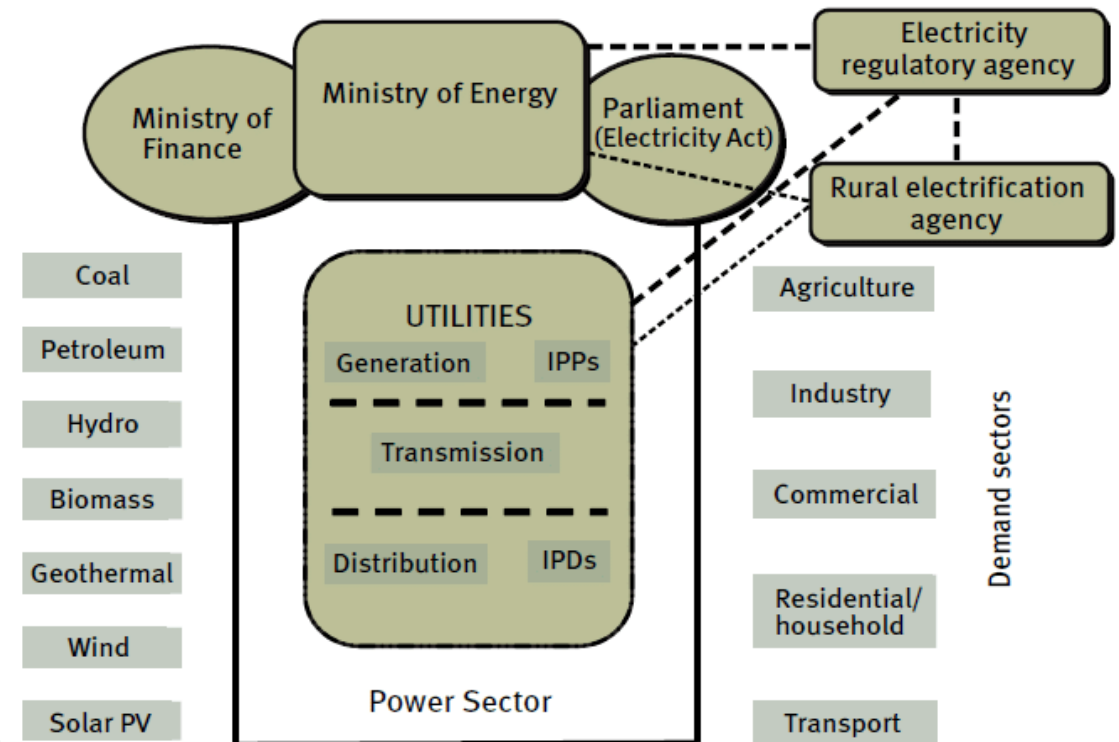 Ministry of
Finance
Ministry of Energy
Parliament
(Electricity Act)
Electricity
regulatory agency
Rural electrification
agency
Coal
Petroleum
Hydro
Biomass
Geothermal
Wind
Solar PV
UTILITIES
Generation
IPPs
Transmission
Distribution
IPDs
Power Sector
Agriculture
Industry
Commercial
Residential/
household
Transport
Demand sectors